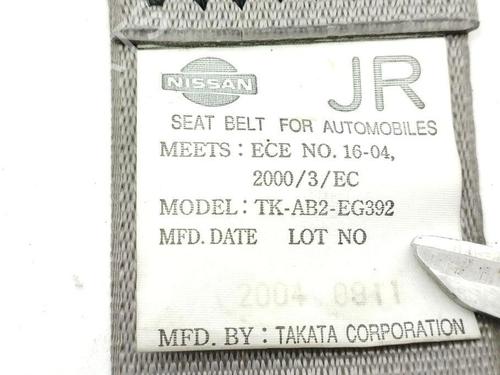 NISSAN JR
SEAT BELT FOR AUTOMOBILES
MEETS : ECE NO. 16-04,
2000/3/EC
MODEL: TK-AB2-EG392
MFD. DATE LOT NO
2004 0911
MFD. BY : TAKATA CORPORATION